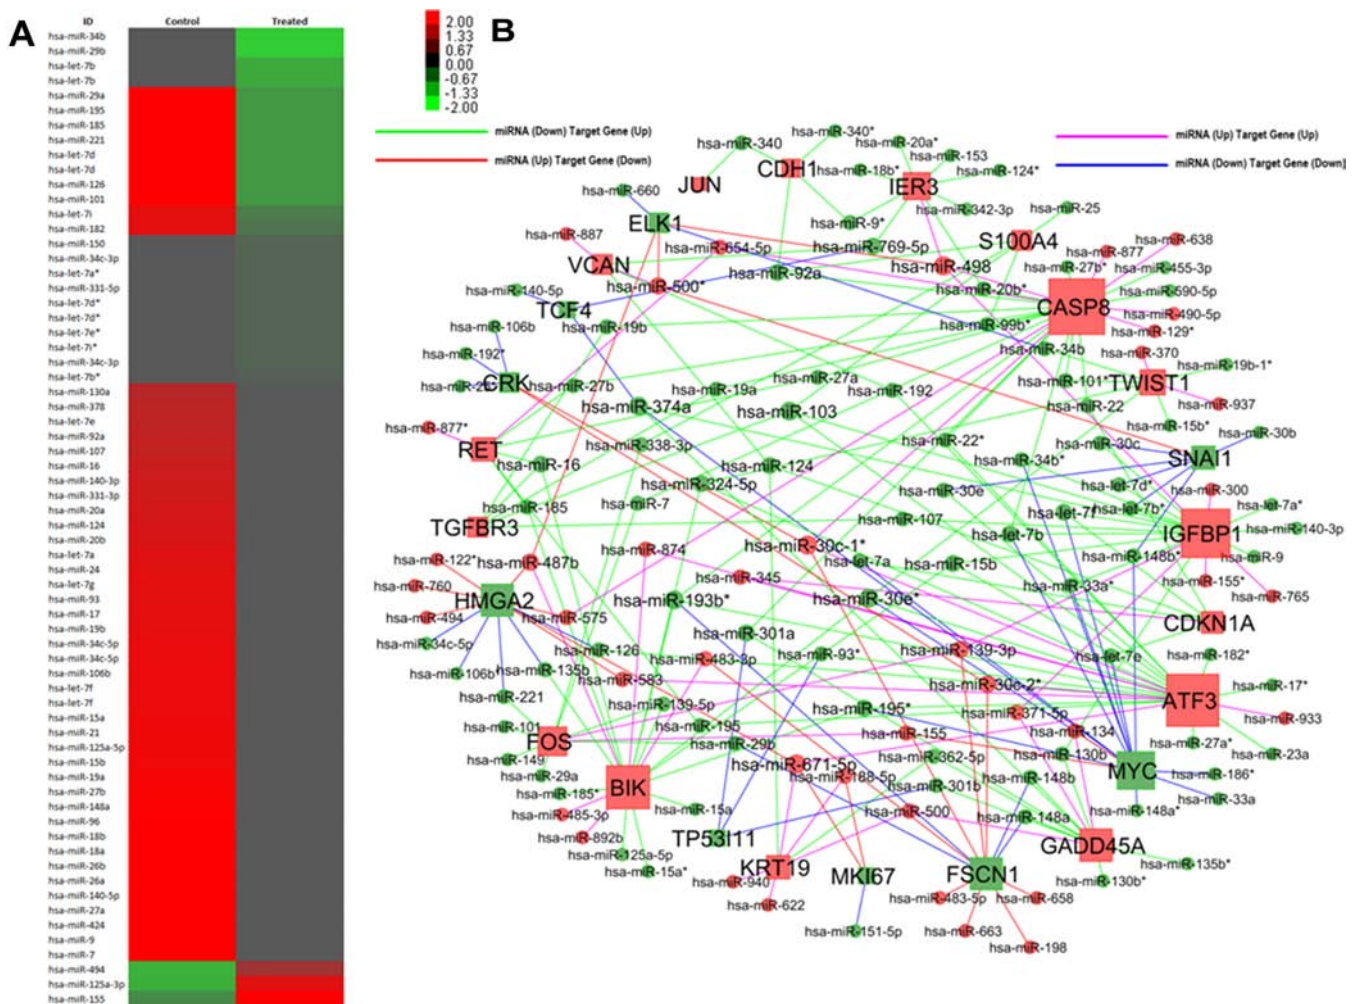 A
ID Control Treated
hsa-miR-34b
hsa-miR-29b
hsa-let-7b
hsa-let-7b
hsa-miR-29a
hsa-miR-195
hsa-miR-185
hsa-miR-221
hsa-let-7d
hsa-let-7d
hsa-miR-126
hsa-miR-101
hsa-let-7i
hsa-miR-182
hsa-miR-150
hsa-miR-34c-3p
hsa-let-7a*
hsa-miR-331-5p
hsa-let-7d*
hsa-let-7d*
hsa-let-7e*
hsa-let-7i*
hsa-miR-34c-3p
hsa-let-7b*
hsa-miR-130a
hsa-miR-378
hsa-let-7e
hsa-miR-92a
hsa-miR-107
hsa-miR-16
hsa-miR-140-3p
hsa-miR-331-3p
hsa-miR-20a
hsa-miR-124
hsa-miR-20b
hsa-let-7a
hsa-miR-24
hsa-let-7g
hsa-miR-93
hsa-miR-17
hsa-miR-19b
hsa-miR-34c-5p
hsa-miR-34c-5p
hsa-miR-106b
hsa-let-7f
hsa-let-7f
hsa-miR-15a
hsa-miR-21
hsa-miR-125a-5p
hsa-miR-15b
hsa-miR-19a
hsa-miR-27b
hsa-miR-148a
hsa-miR-96
hsa-miR-18b
hsa-miR-18a
hsa-miR-26b
hsa-miR-26a
hsa-miR-140-5p
hsa-miR-27a
hsa-miR-424
hsa-miR-9
hsa-miR-7
hsa-miR-494
hsa-miR-125a-3p
hsa-miR-155
2.00
1.33
0.67
0.00
-0.67
-1.33
-2.00
B
miRNA (Down) Target Gene (Up)
miRNA (Up) Target Gene (Down)
miRNA (Up) Target Gene (Up)
miRNA (Down) Target Gene (Down)
hsa-miR-340
hsa-miR-340*
hsa-miR-20a*
hsa-miR-153
JUN
CDH1
hsa-miR-18b*
IER3
hsa-miR-124*
hsa-miR-660
ELK1
hsa-miR-9*
hsa-miR-342-3p
hsa-miR-25
hsa-miR-887
hsa-miR-654-5p
hsa-miR-769-5p
S100A4
hsa-miR-877
hsa-miR-638
VCAN
hsa-miR-92a
hsa-miR-498
hsa-miR-27b*
hsa-miR-455-3p
hsa-miR-140-5p
hsa-miR-500*
hsa-miR-20b*
hsa-miR-590-5p
TCF4
CASP8
hsa-miR-490-5p
hsa-miR-106b
hsa-miR-19b
hsa-miR-99b*
hsa-miR-129*
hsa-miR-192*
hsa-miR-34b
hsa-miR-370
hsa-miR-19b-1*
CRK
hsa-miR-27b
hsa-miR-19a
hsa-miR-27a
hsa-miR-192
hsa-miR-101*
TWIST1
hsa-miR-374a
hsa-miR-103
hsa-miR-22
hsa-miR-937
hsa-miR-877*
hsa-miR-338-3p
hsa-miR-22*
hsa-miR-15b*
hsa-miR-30b
RET
hsa-miR-16
hsa-miR-124
hsa-miR-30c
hsa-miR-34b*
SNAI1
hsa-miR-324-5p
hsa-miR-30e
hsa-let-7d*
hsa-miR-300
hsa-miR-185
hsa-miR-7
hsa-let-7f
hsa-let-7b*
hsa-let-7a*
TGFBR3
hsa-miR-107
hsa-let-7b
IGFBP1
hsa-miR-140-3p
hsa-miR-122*
hsa-miR-487b
hsa-miR-874
hsa-miR-30c-1*
hsa-let-7a
hsa-miR-15b
hsa-miR-148b*
hsa-miR-9
hsa-miR-760
hsa-miR-345
hsa-miR-33a*
hsa-miR-155*
hsa-miR-765
HMGA2
hsa-miR-193b*
hsa-miR-30e*
hsa-miR-494
hsa-miR-575
hsa-miR-301a
CDKN1A
hsa-miR-34c-5p
hsa-miR-126
hsa-miR-483-3p
hsa-miR-93*
hsa-miR-139-3p
hsa-let-7e
hsa-miR-182*
hsa-miR-106b*
hsa-miR-135b
hsa-miR-583
hsa-miR-30c-2*
hsa-miR-17*
hsa-miR-221
hsa-miR-139-5p
hsa-miR-195*
hsa-miR-371-5p
ATF3
hsa-miR-933
hsa-miR-101
hsa-miR-195
hsa-miR-155
hsa-miR-134
FOS
hsa-miR-29b
hsa-miR-27a*
hsa-miR-23a
hsa-miR-149
hsa-miR-671-5p
hsa-miR-362-5p
hsa-miR-130b
hsa-miR-29a
hsa-miR-188-5p
hsa-miR-148b
MYC
hsa-miR-186*
BIK
hsa-miR-301b
hsa-miR-185*
hsa-miR-33a
hsa-miR-485-3p
hsa-miR-15a
hsa-miR-500
hsa-miR-148a
hsa-miR-148a*
hsa-miR-892b
TP53I11
GADD45A
hsa-miR-125a-5p
hsa-miR-135b*
hsa-miR-15a*
KRT19
MKI67
FSCN1
hsa-miR-130b*
hsa-miR-940
hsa-miR-483-5p
hsa-miR-658
hsa-miR-622
hsa-miR-151-5p
hsa-miR-663
hsa-miR-198